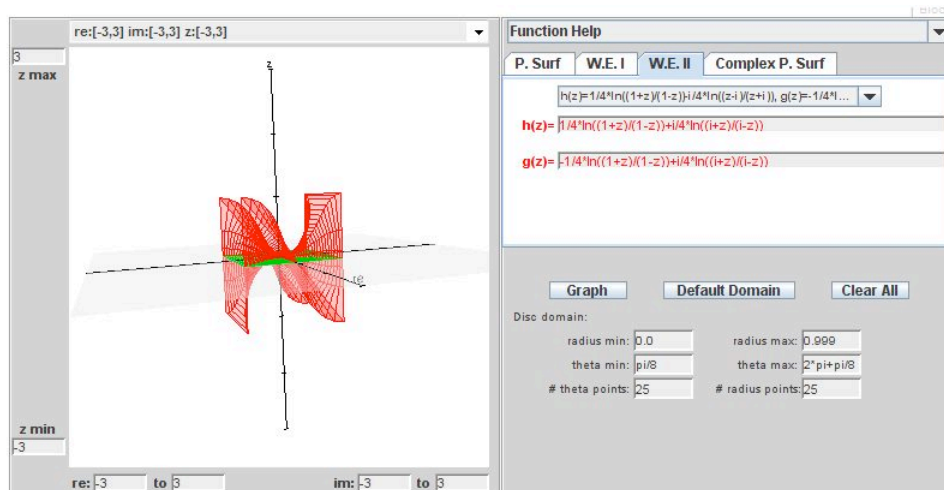 re:[-3,3] im:[-3,3] z:[-3,3]
3
z max
z
re
z min
-3
re: -3 to 3 im: -3 to 3
Function Help
P. Surf W.E. I W.E. II Complex P. Surf
h(z)=1/4*ln((1+z)/(1-z))-i/4*ln((z-i)/(z+i)), g(z)=-1/4*l...
h(z)= 1/4*ln((1+z)/(1-z))+i/4*ln((i+z)/(i-z))
g(z)= -1/4*ln((1+z)/(1-z))+i/4*ln((i+z)/(i-z))
Graph Default Domain Clear All
Disc domain:
radius min: 0.0 radius max: 0.999
theta min: pi/8 theta max: 2*pi+pi/8
# theta points: 25 # radius points: 25